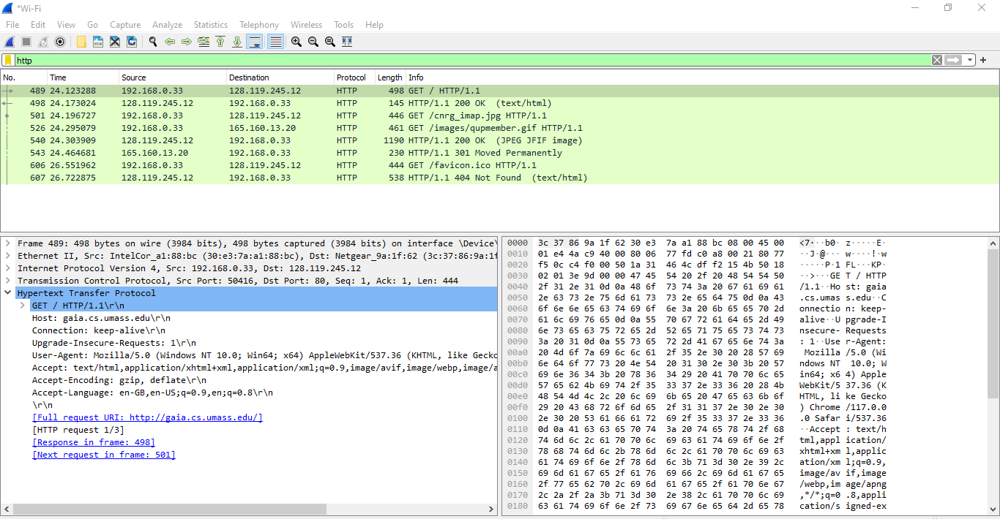 *Wi-Fi
File Edit View Go Capture Analyze Statistics Telephony Wireless Tools Help
http
No. Time Source Destination Protocol Length Info
489 24.123288 192.168.0.33 128.119.245.12 HTTP 498 GET / HTTP/1.1
498 24.173024 128.119.245.12 192.168.0.33 HTTP 145 HTTP/1.1 200 OK (text/html)
501 24.196727 192.168.0.33 128.119.245.12 HTTP 446 GET /cnrg_imap.jpg HTTP/1.1
526 24.295079 192.168.0.33 165.160.13.20 HTTP 461 GET /images/qupmember.gif HTTP/1.1
540 24.303909 128.119.245.12 192.168.0.33 HTTP 1190 HTTP/1.1 200 OK (JPEG JFIF image)
543 24.464681 165.160.13.20 192.168.0.33 HTTP 230 HTTP/1.1 301 Moved Permanently
606 26.551962 192.168.0.33 128.119.245.12 HTTP 444 GET /favicon.ico HTTP/1.1
607 26.722875 128.119.245.12 192.168.0.33 HTTP 538 HTTP/1.1 404 Not Found (text/html)
Frame 489: 498 bytes on wire (3984 bits), 498 bytes captured (3984 bits) on interface \Device\
Ethernet II, Src: IntelCor_a1:88:bc (30:e3:7a:a1:88:bc), Dst: Netgear_9a:1f:62 (3c:37:86:9a:1f
Internet Protocol Version 4, Src: 192.168.0.33, Dst: 128.119.245.12
Transmission Control Protocol, Src Port: 50416, Dst Port: 80, Seq: 1, Ack: 1, Len: 444
Hypertext Transfer Protocol
GET / HTTP/1.1\r\n
Host: gaia.cs.umass.edu\r\n
Connection: keep-alive\r\n
Upgrade-Insecure-Requests: 1\r\n
User-Agent: Mozilla/5.0 (Windows NT 10.0; Win64; x64) AppleWebKit/537.36 (KHTML, like Gecko
Accept: text/html,application/xhtml+xml,application/xml;q=0.9,image/avif,image/webp,image/a
Accept-Encoding: gzip, deflate\r\n
Accept-Language: en-GB,en-US;q=0.9,en;q=0.8\r\n
\r\n
[Full request URI: http://gaia.cs.umass.edu/]
[HTTP request 1/3]
[Response in frame: 498]
[Next request in frame: 501]
0000 3c 37 86 9a 1f 62 30 e3 7a a1 88 bc 08 00 45 00 <7···b0· z·····E·
0010 01 e4 4a c9 40 00 80 06 77 fd c0 a8 00 21 80 77 ··J·@··· w····!·w
0020 f5 0c c4 f0 00 50 1a 31 46 4c df f2 15 4b 50 18 ·····P·1 FL···KP·
0030 02 01 3e 9d 00 00 47 45 54 20 2f 20 48 54 54 50 ··>···GE T / HTTP
0040 2f 31 2e 31 0d 0a 48 6f 73 74 3a 20 67 61 69 61 /1.1··Ho st: gaia
0050 2e 63 73 2e 75 6d 61 73 73 2e 65 64 75 0d 0a 43 .cs.umas s.edu··C
0060 6f 6e 6e 65 63 74 69 6f 6e 3a 20 6b 65 65 70 2d onnectio n: keep-
0070 61 6c 69 76 65 0d 0a 55 70 67 72 61 64 65 2d 49 alive··U pgrade-I
0080 6e 73 65 63 75 72 65 2d 52 65 71 75 65 73 74 73 nsecure- Requests
0090 3a 20 31 0d 0a 55 73 65 72 2d 41 67 65 6e 74 3a : 1··Use r-Agent:
00a0 20 4d 6f 7a 69 6c 6c 61 2f 35 2e 30 20 28 57 69 Mozilla /5.0 (Wi
00b0 6e 64 6f 77 73 20 4e 54 20 31 30 2e 30 3b 20 57 ndows NT 10.0; W
00c0 69 6e 36 34 3b 20 78 36 34 29 20 41 70 70 6c 65 in64; x6 4) Apple
00d0 57 65 62 4b 69 74 2f 35 33 37 2e 33 36 20 28 4b WebKit/5 37.36 (K
00e0 48 54 4d 4c 2c 20 6c 69 6b 65 20 47 65 63 6b 6f HTML, li ke Gecko
00f0 29 20 43 68 72 6f 6d 65 2f 31 31 37 2e 30 2e 30 ) Chrome /117.0.0
0100 2e 30 20 53 61 66 61 72 69 2f 35 33 37 2e 33 36 .0 Safar i/537.36
0110 0d 0a 41 63 63 65 70 74 3a 20 74 65 78 74 2f 68 ··Accept : text/h
0120 74 6d 6c 2c 61 70 70 6c 69 63 61 74 69 6f 6e 2f tml,appl ication/
0130 78 68 74 6d 6c 2b 78 6d 6c 2c 61 70 70 6c 69 63 xhtml+xm l,applic
0140 61 74 69 6f 6e 2f 78 6d 6c 3b 71 3d 30 2e 39 2c ation/xm l;q=0.9,
0150 69 6d 61 67 65 2f 61 76 69 66 2c 69 6d 61 67 65 image/av if,image
0160 2f 77 65 62 70 2c 69 6d 61 67 65 2f 61 70 6e 67 /webp,im age/apng
0170 2c 2a 2f 2a 3b 71 3d 30 2e 38 2c 61 70 70 6c 69 ,*/*;q=0 .8,appli
0180 63 61 74 69 6f 6e 2f 73 69 67 6e 65 64 2d 65 78 cation/s igned-ex